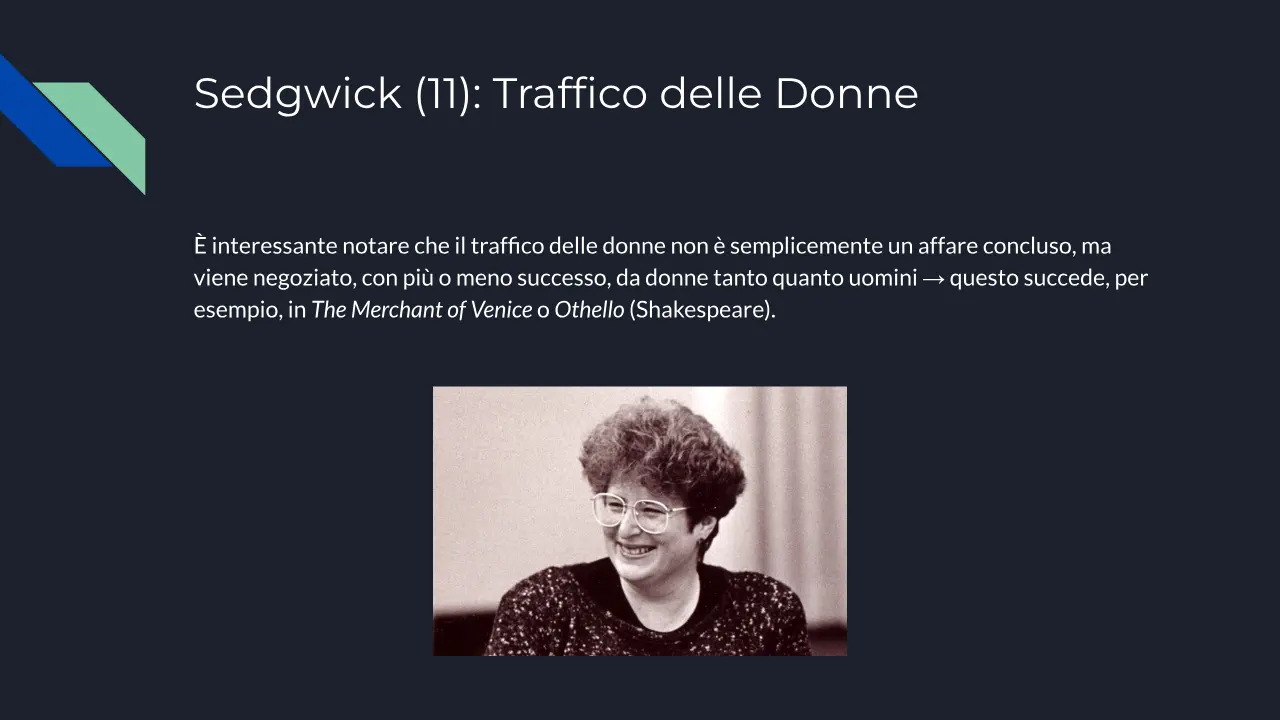 Sedgwick (11): Traffico delle Donne
È interessante notare che il traffico delle donne non è semplicemente un affare concluso, ma
viene negoziato, con più o meno successo, da donne tanto quanto uomini → questo succede, per
esempio, in The Merchant of Venice o Othello (Shakespeare).